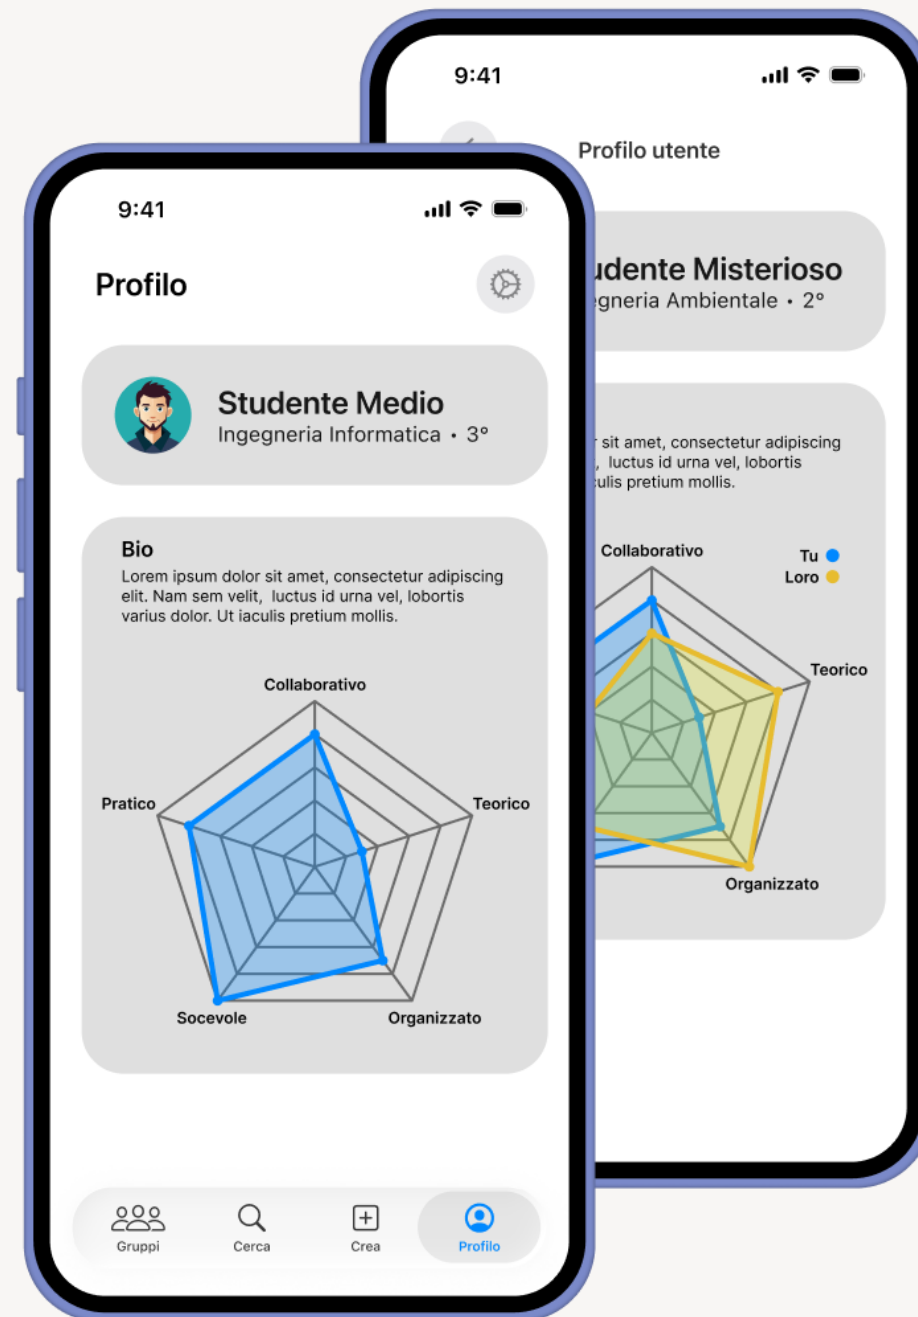 9:41
Profilo
Studente Medio
Ingegneria Informatica • 3°
Bio
Lorem ipsum dolor sit amet, consectetur adipiscing
elit. Nam sem velit,  luctus id urna vel, lobortis
varius dolor. Ut iaculis pretium mollis.
Collaborativo
Pratico
Teorico
Socevole
Organizzato
Gruppi
Cerca
Crea
Profilo
9:41
Profilo utente
udente Misterioso
egneria Ambientale • 2°
sit amet, consectetur adipiscing
, luctus id urna vel, lobortis
culis pretium mollis.
Collaborativo
Tu
Loro
Teorico
Organizzato